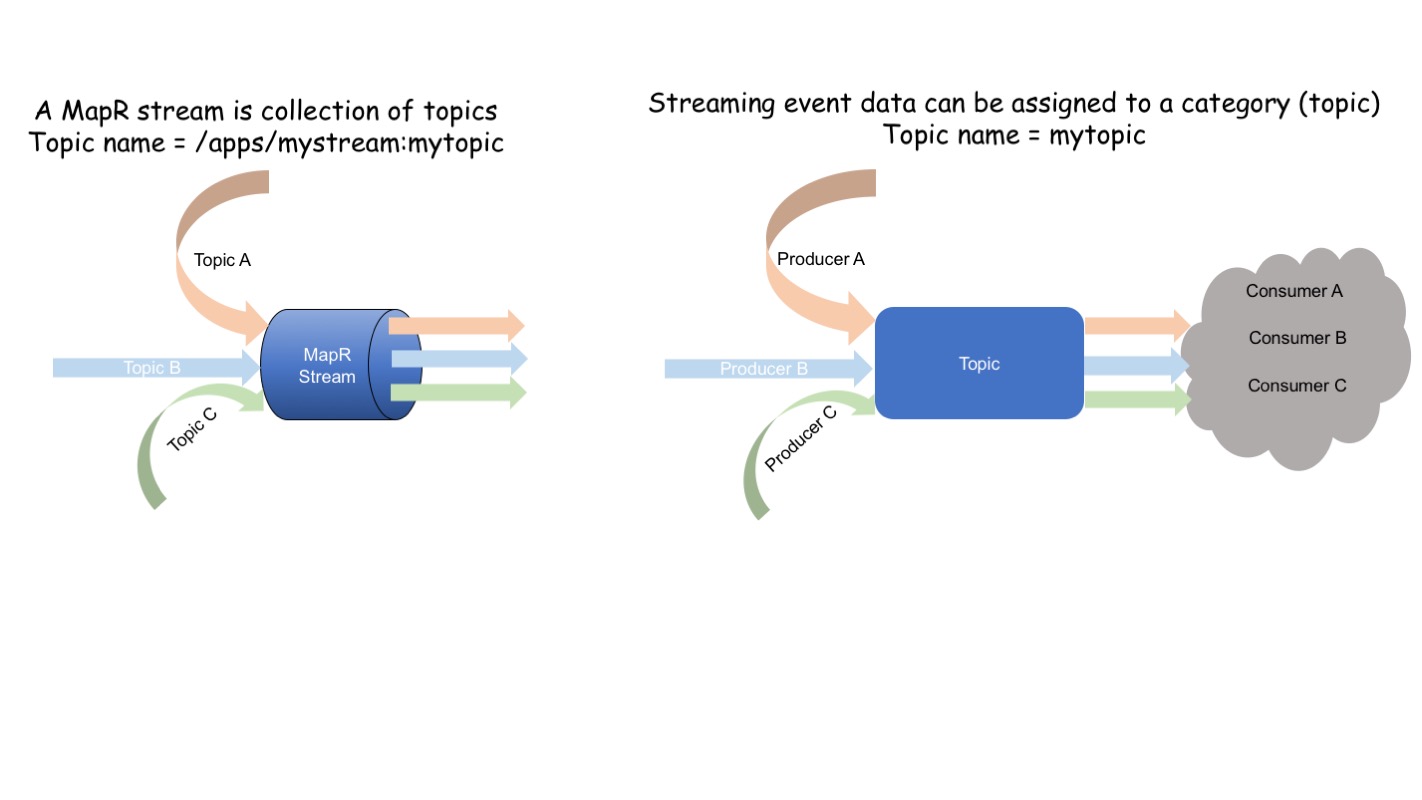 A MapR stream is collection of topics
Topic name = /apps/mystream:mytopic
Topic A
Topic B
Topic C
MapR
Stream
Streaming event data can be assigned to a category (topic)
Topic name = mytopic
Producer A
Producer B
Producer C
Topic
Consumer A
Consumer B
Consumer C